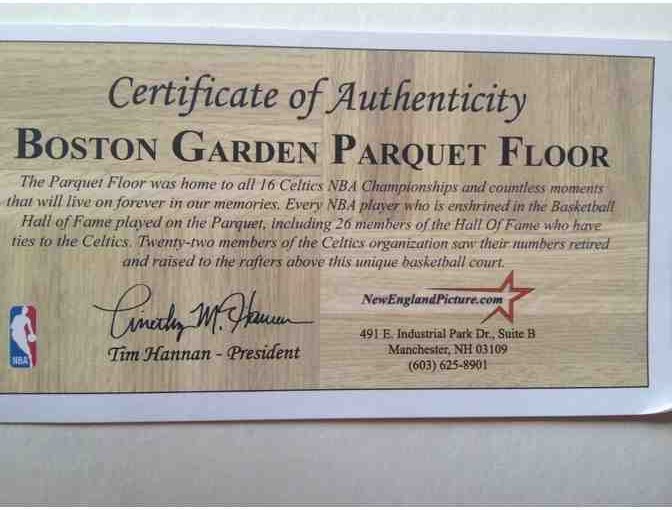 Certificate of Authenticity
BOSTON GARDEN PARQUET FLOOR
The Parquet Floor was home to all 16 Celtics NBA Championships and countless moments
that will live on forever in our memories. Every NBA player who is enshrined in the Basketball
Hall of Fame played on the Parquet, including 26 members of the Hall Of Fame who have
ties to the Celtics. Twenty-two members of the Celtics organization saw their numbers retired
and raised to the rafters above this unique basketball court.
Timothy M. Hannan
Tim Hannan - President
NBA
NewEnglandPicture.com
491 E. Industrial Park Dr., Suite B
Manchester, NH 03109
(603) 625-8901